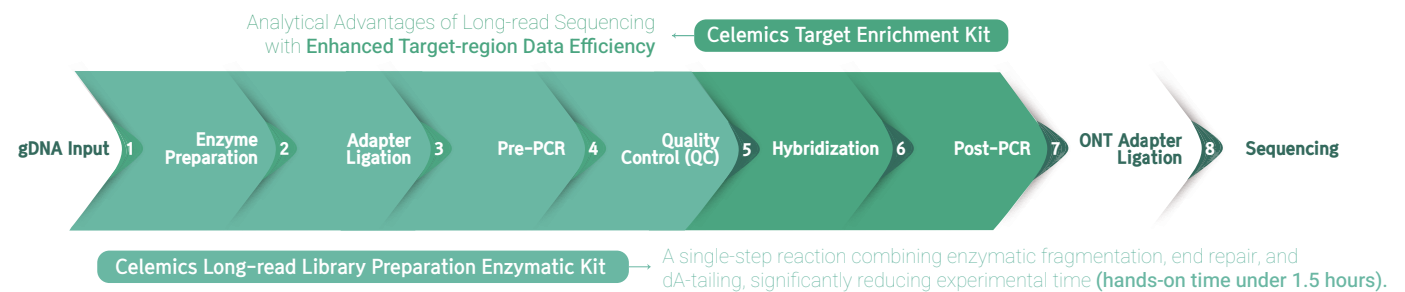 Analytical Advantages of Long-read Sequencing
with Enhanced Target-region Data Efficiency
Celemics Target Enrichment Kit
gDNA Input
1
Enzyme
Preparation
2
Adapter
Ligation
3
Pre-PCR
4
Quality
Control (QC)
5
Hybridization
6
Post-PCR
7
ONT Adapter
Ligation
8
Sequencing
Celemics Long-read Library Preparation Enzymatic Kit
A single-step reaction combining enzymatic fragmentation, end repair, and
dA-tailing, significantly reducing experimental time (hands-on time under 1.5 hours).